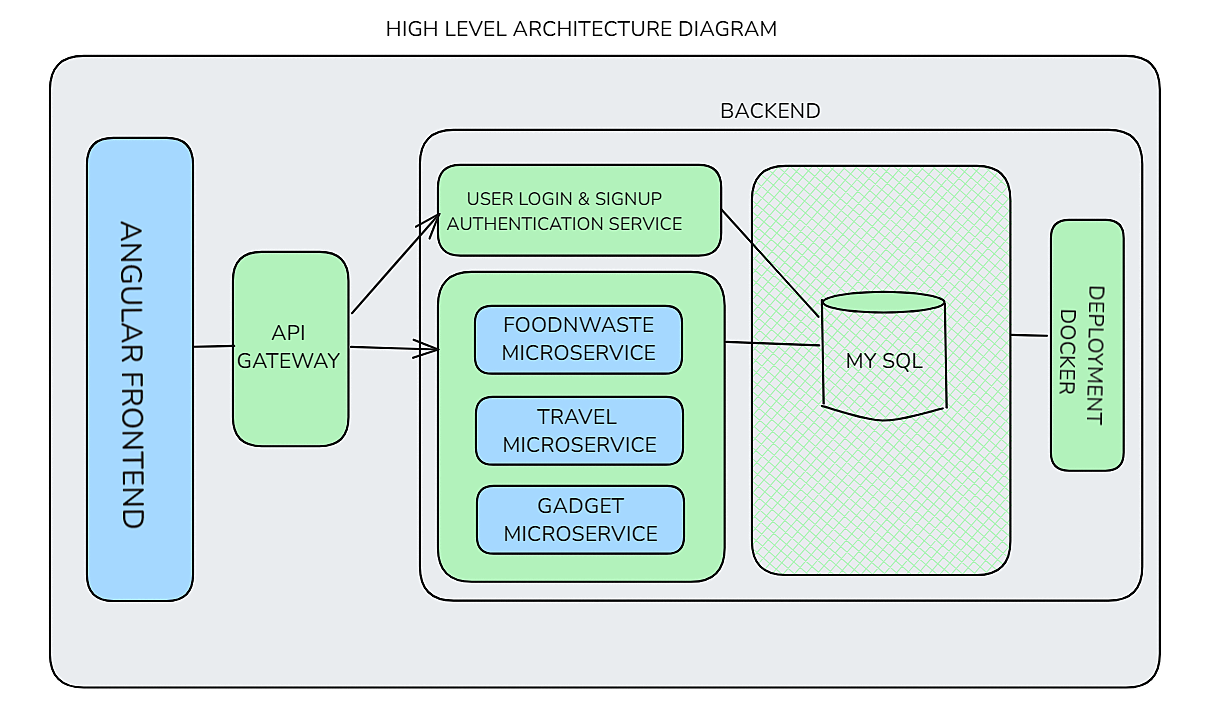 HIGH LEVEL ARCHITECTURE DIAGRAM
BACKEND
ANGULAR FRONTEND
API
GATEWAY
USER LOGIN & SIGNUP
AUTHENTICATION SERVICE
FOODNWASTE
MICROSERVICE
TRAVEL
MICROSERVICE
GADGET
MICROSERVICE
MY SQL
DEPLOYMENT
DOCKER